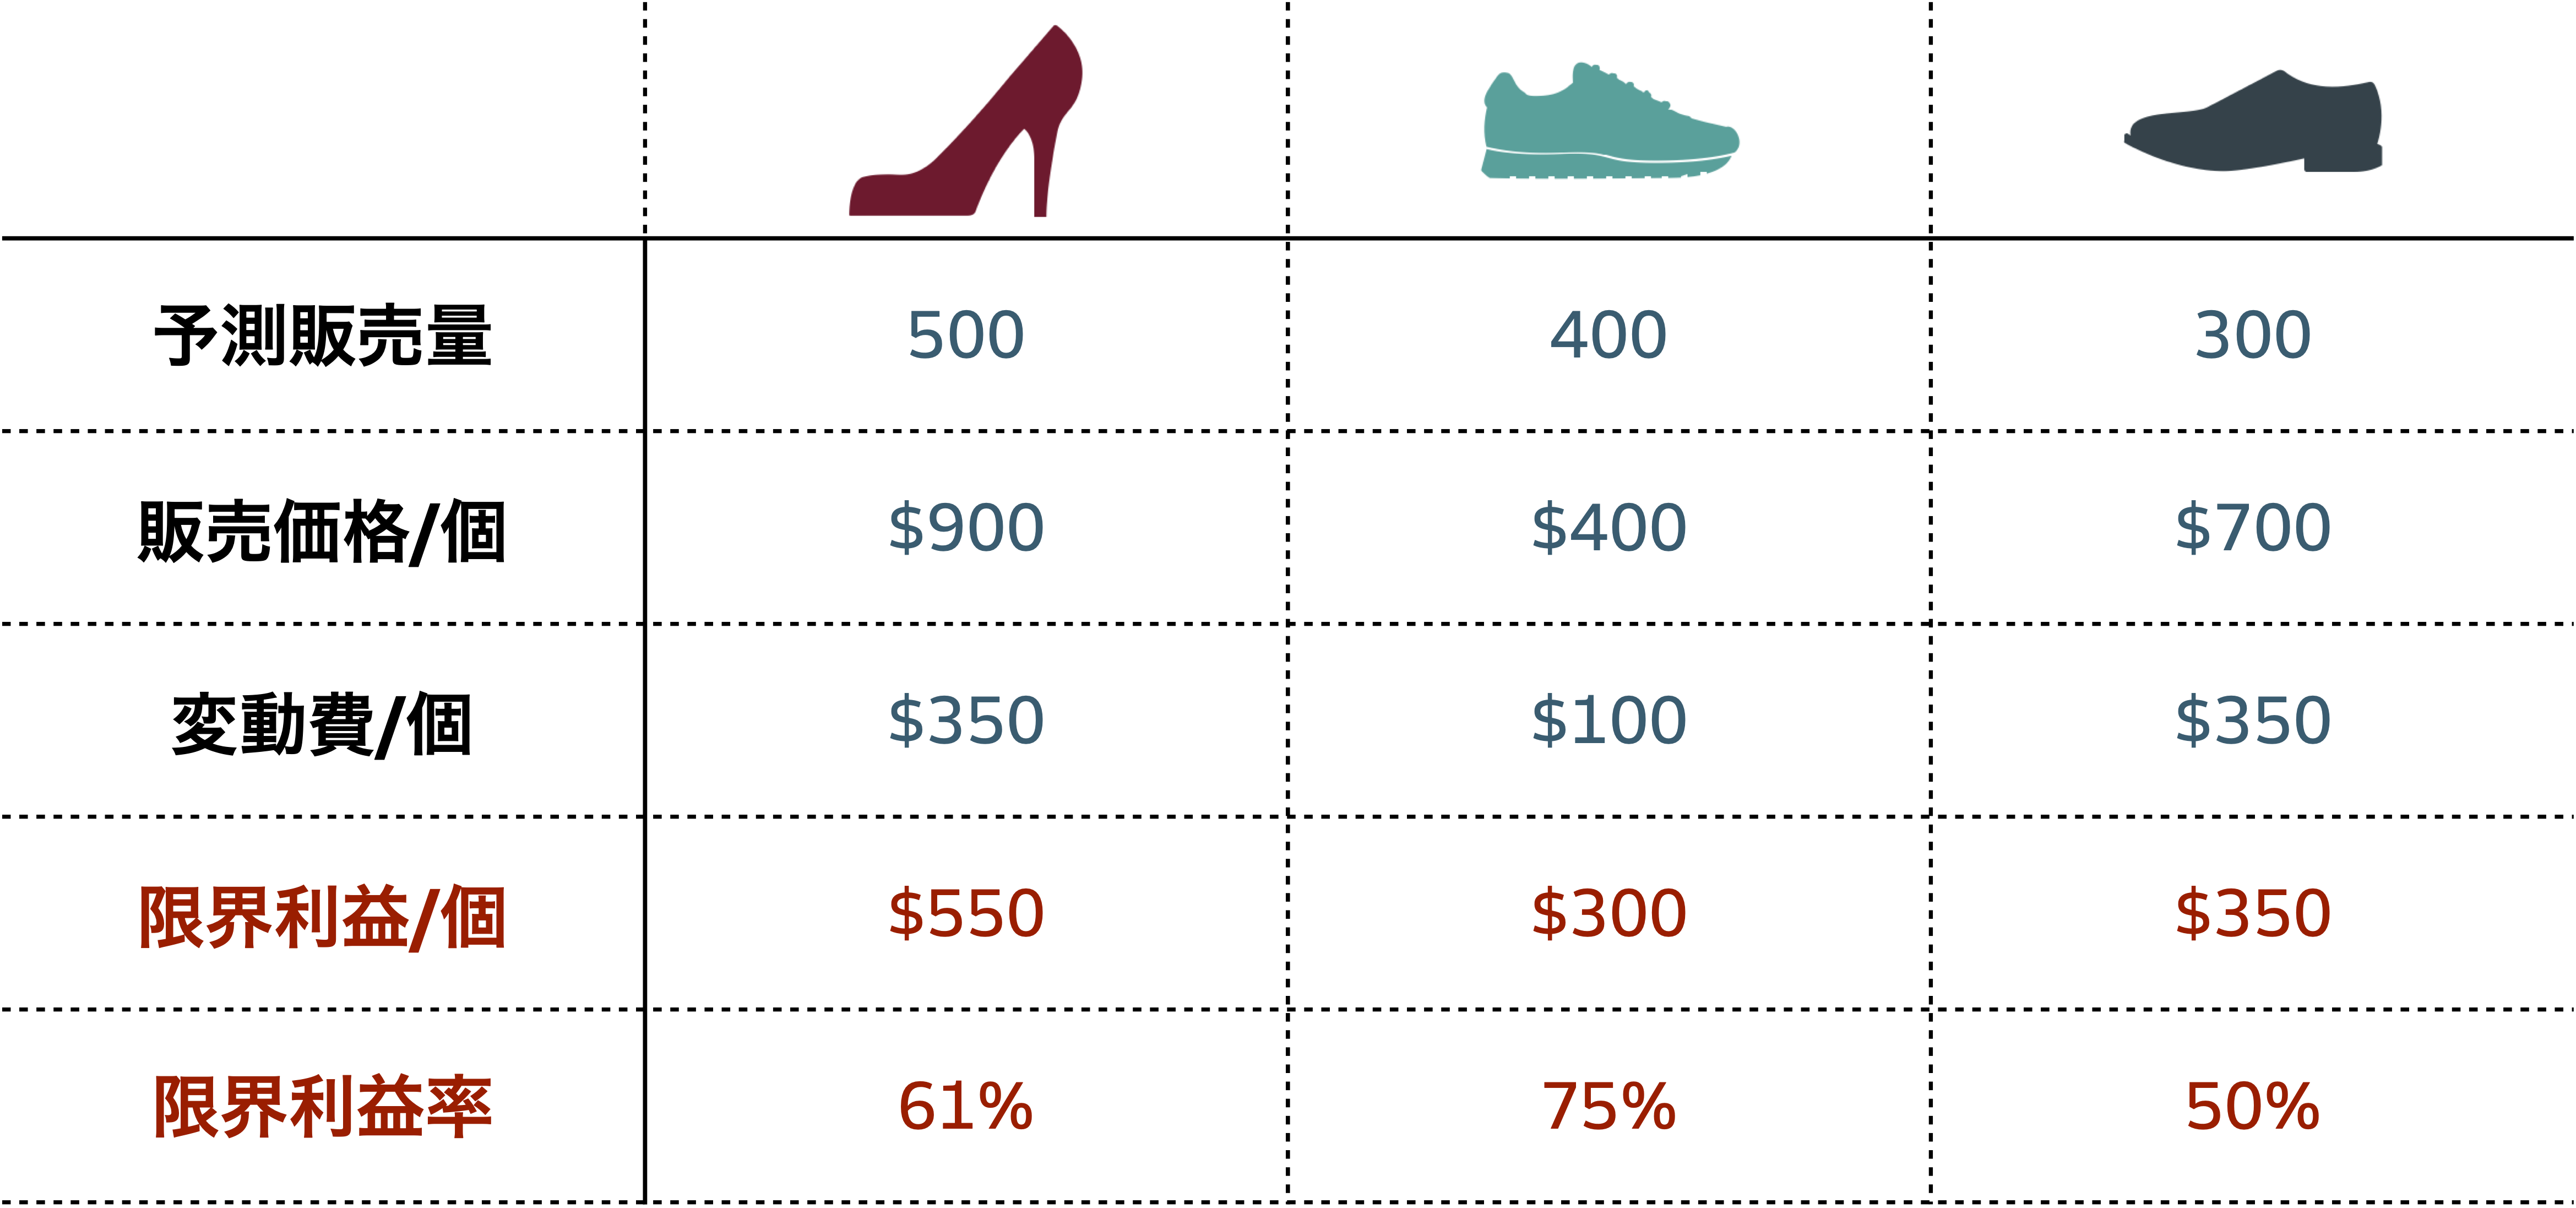 予測販売量 500 400 300
販売価格/個 $900 $400 $700
変動費/個 $350 $100 $350
限界利益/個 $550 $300 $350
限界利益率 61% 75% 50%